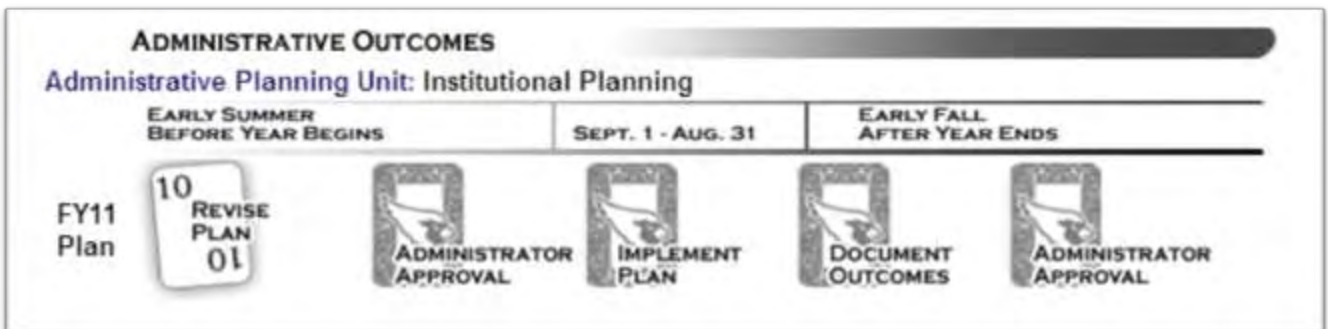 ADMINISTRATIVE OUTCOMES
Administrative Planning Unit: Institutional Planning
EARLY SUMMER
BEFORE YEAR BEGINS
SEPT. 1 - AUG. 31
EARLY FALL
AFTER YEAR ENDS
FY11
Plan
10
REVISE
PLAN
10
ADMINISTRATOR
APPROVAL
IMPLEMENT
PLAN
DOCUMENT
OUTCOMES
ADMINISTRATOR
APPROVAL